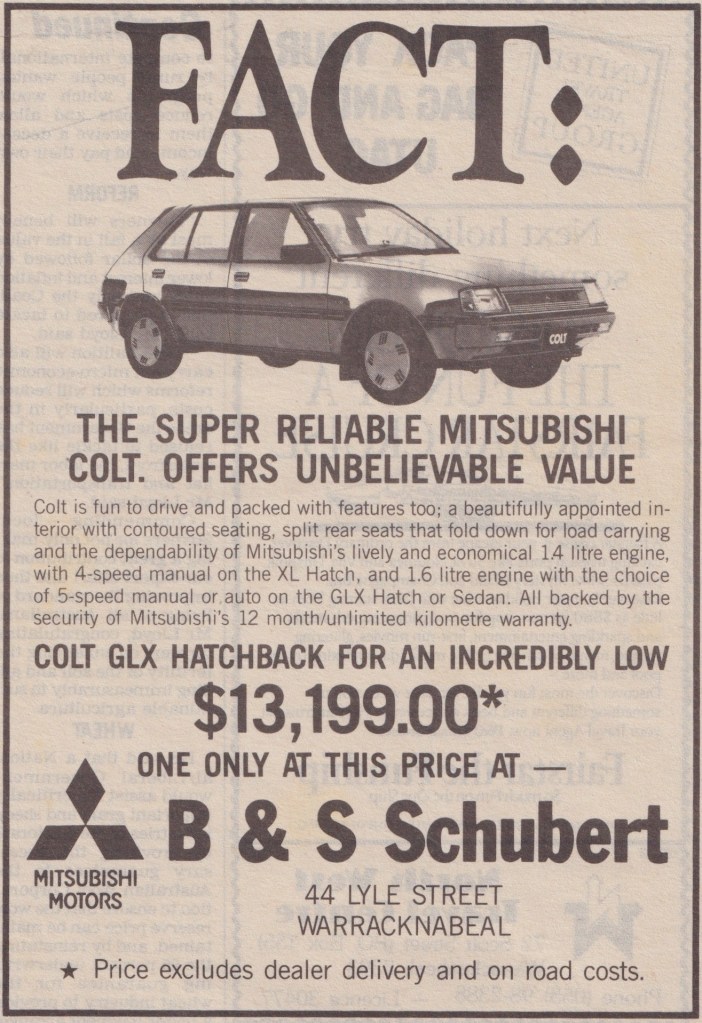 FACT:
COLT
THE SUPER RELIABLE MITSUBISHI
COLT. OFFERS UNBELIEVABLE VALUE
Colt is fun to drive and packed with features too; a beautifully appointed in-
terior with contoured seating, split rear seats that fold down for load carrying
and the dependability of Mitsubishi's lively and economical 1.4 litre engine,
with 4-speed manual on the XL Hatch, and 1.6 litre engine with the choice
of 5-speed manual or auto on the GLX Hatch or Sedan. All backed by the
security of Mitsubishi's 12 month/unlimited kilometre warranty.
COLT GLX HATCHBACK FOR AN INCREDIBLY LOW
$13,199.00*
ONE ONLY AT THIS PRICE AT —
MITSUBISHI
MOTORS
B & S Schubert
44 LYLE STREET
WARRACKNABEAL
★ Price excludes dealer delivery and on road costs.